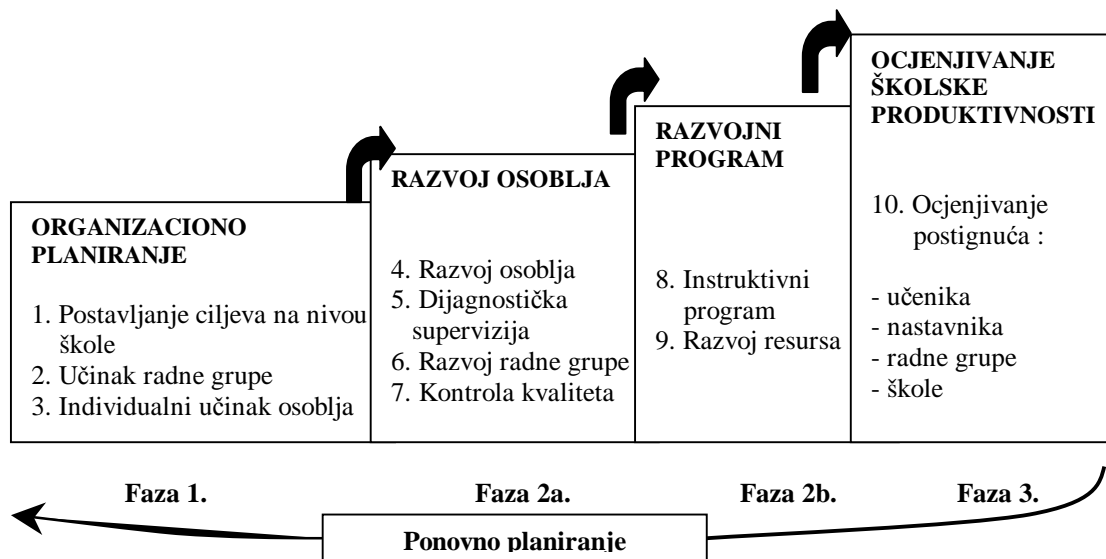 ORGANIZACIONO
PLANIRANJE
1. Postavljanje ciljeva na nivou
škole
2. Učinak radne grupe
3. Individualni učinak osoblja
RAZVOJ OSOBLJA
4. Razvoj osoblja
5. Dijagnostička
supervizija
6. Razvoj radne grupe
7. Kontrola kvaliteta
RAZVOJNI
PROGRAM
8. Instruktivni
program
9. Razvoj resursa
OCJENJIVANJE
ŠKOLSKE
PRODUKTIVNOSTI
10. Ocjenjivanje
postignuća :
- učenika
- nastavnika
- radne grupe
- škole
Faza 1.
Faza 2a.
Faza 2b.
Faza 3.
Ponovno planiranje